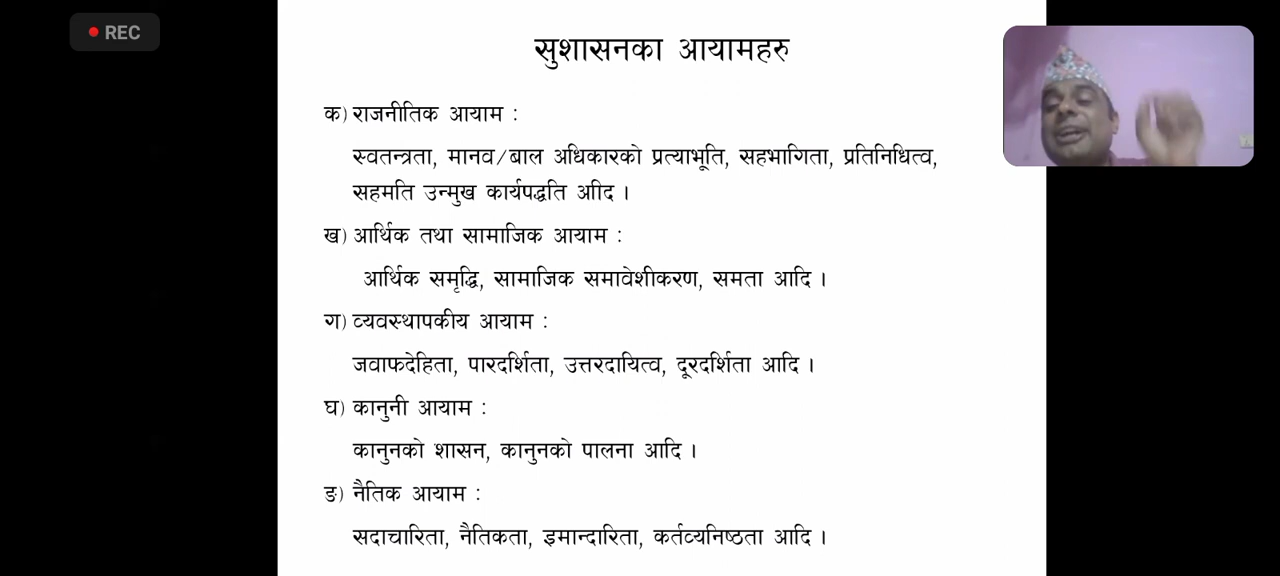 REC
सुशासनका आयामहरु
क) राजनीतिक आयाम :
स्वतन्त्रता, मानव/बाल अधिकारको प्रत्याभूति, सहभागिता, प्रतिनिधित्व,
सहमति उन्मुख कार्यपद्धति आिद ।
ख) आर्थिक तथा सामाजिक आयाम :
आर्थिक समृद्धि, सामाजिक समावेशीकरण, समता आदि ।
ग) व्यवस्थापकीय आयाम :
जवाफदेहिता, पारदर्शिता, उत्तरदायित्व, दूरदर्शिता आदि ।
घ) कानुनी आयाम :
कानुनको शासन, कानुनको पालना आदि ।
ङ) नैतिक आयाम :
सदाचारिता, नैतिकता, इमान्दारिता, कर्तव्यनिष्ठता आदि ।